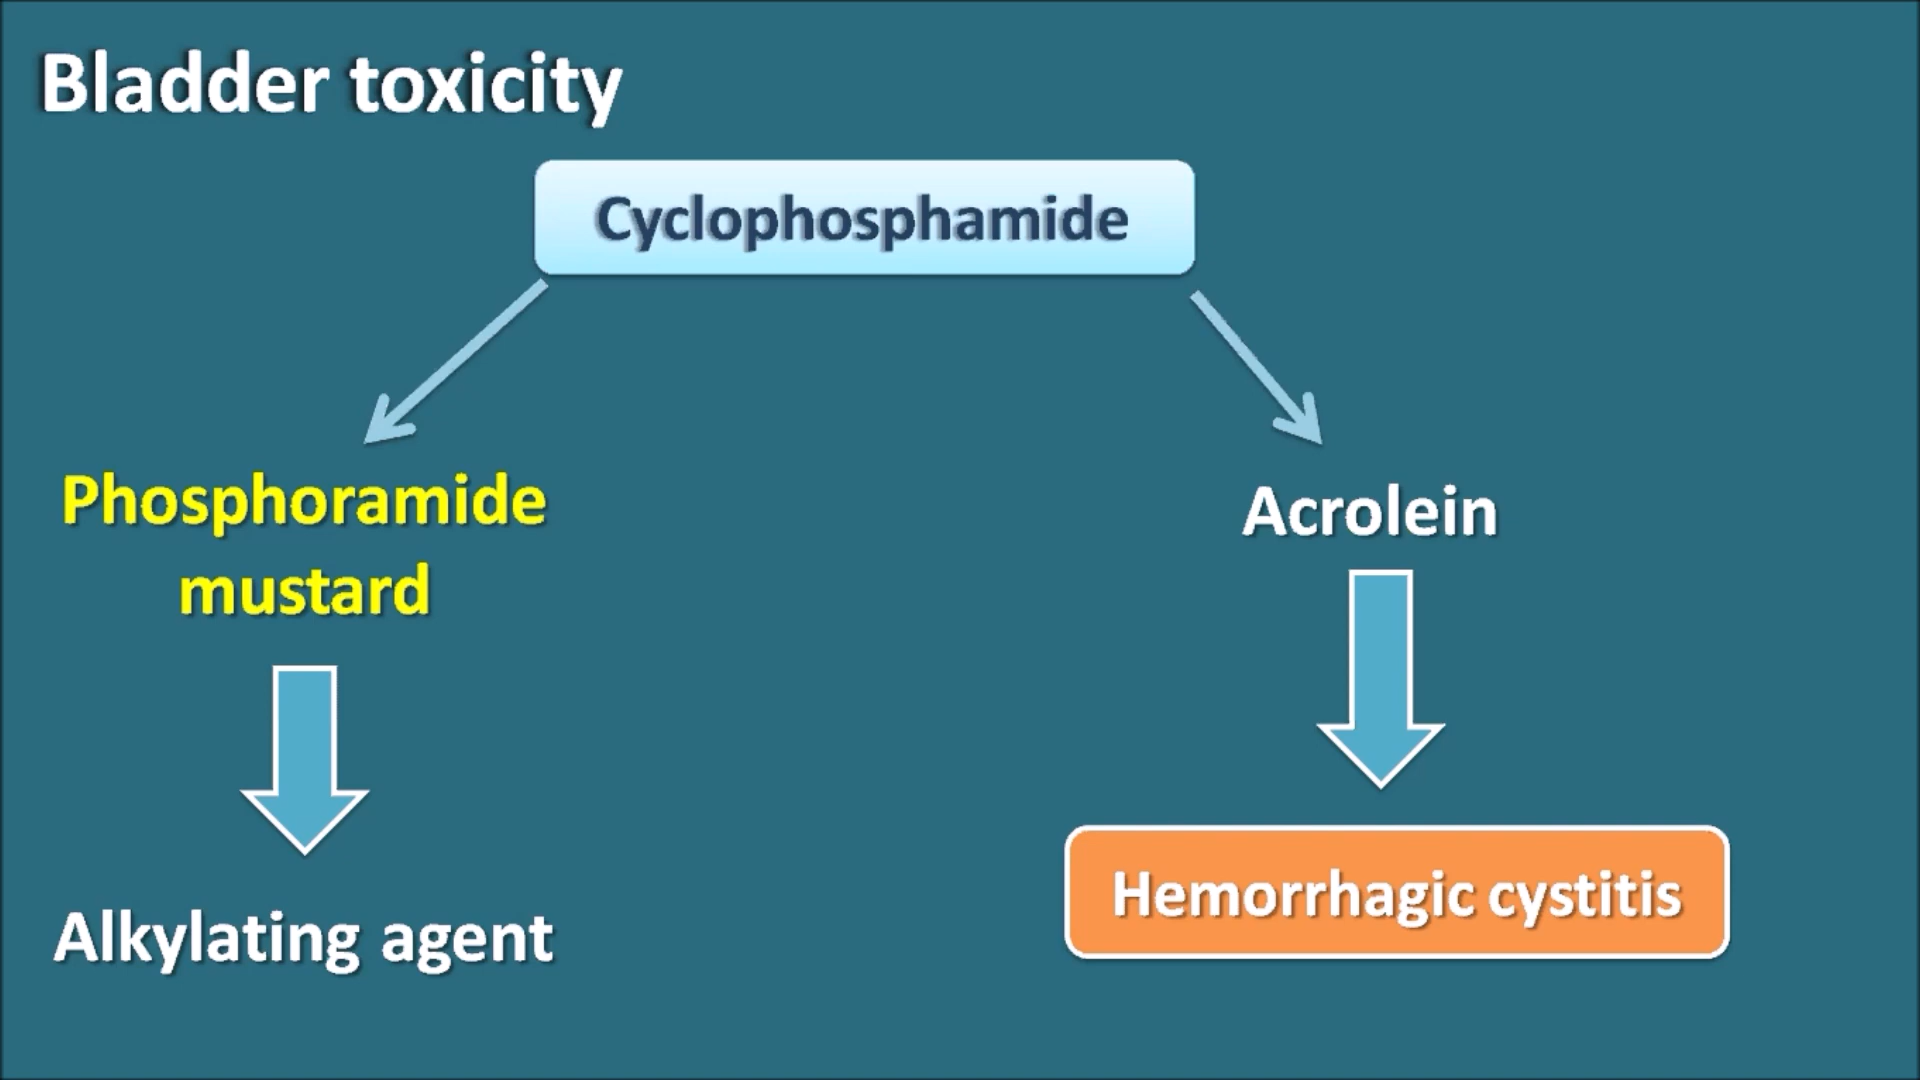 Bladder toxicity
Cyclophosphamide
Phosphoramide
mustard
Acrolein
Alkylating agent
Hemorrhagic cystitis